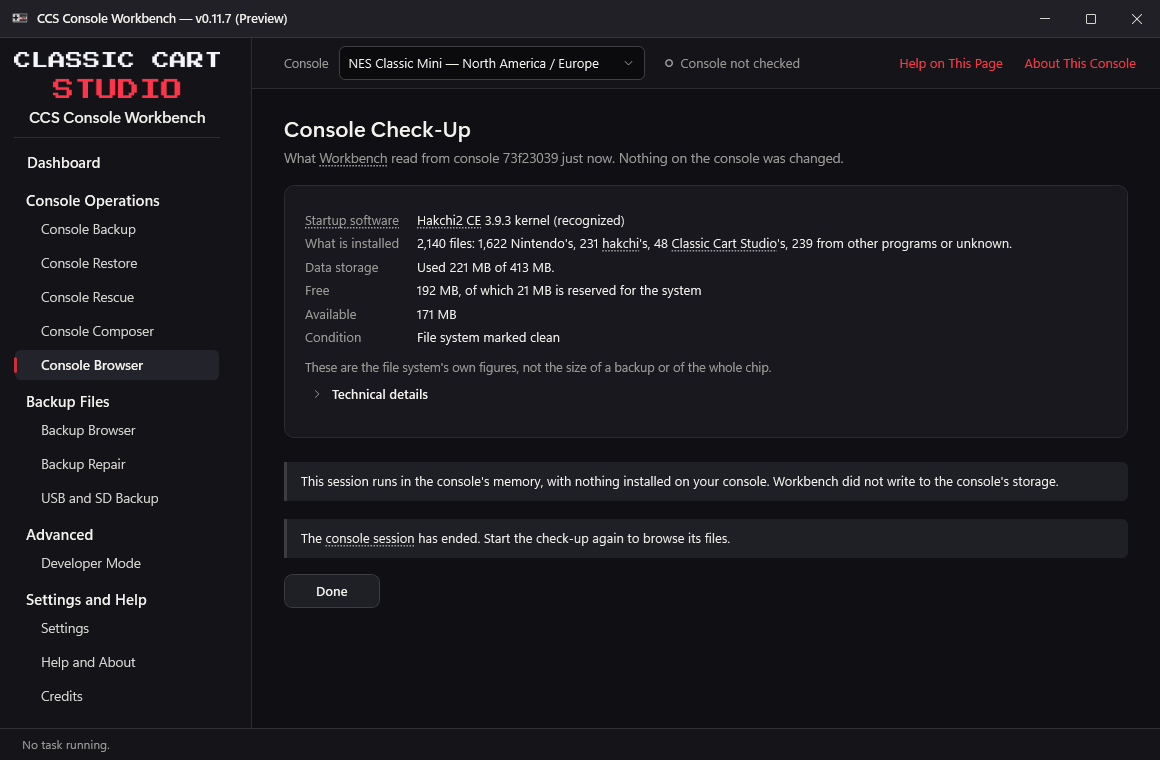 CCS Console Workbench — v0.11.7 (Preview)
CLASSIC CART
STUDIO
CCS Console Workbench
Dashboard
Console Operations
Console Backup
Console Restore
Console Rescue
Console Composer
Console Browser
Backup Files
Backup Browser
Backup Repair
USB and SD Backup
Advanced
Developer Mode
Settings and Help
Settings
Help and About
Credits
Console NES Classic Mini — North America / Europe Console not checked Help on This Page About This Console
Console Check-Up
What Workbench read from console 73f23039 just now. Nothing on the console was changed.
Startup software Hakchi2 CE 3.9.3 kernel (recognized)
What is installed 2,140 files: 1,622 Nintendo's, 231 hakchi's, 48 Classic Cart Studio's, 239 from other programs or unknown.
Data storage Used 221 MB of 413 MB.
Free 192 MB, of which 21 MB is reserved for the system
Available 171 MB
Condition File system marked clean
These are the file system's own figures, not the size of a backup or of the whole chip.
Technical details
This session runs in the console's memory, with nothing installed on your console. Workbench did not write to the console's storage.
The console session has ended. Start the check-up again to browse its files.
Done
No task running.